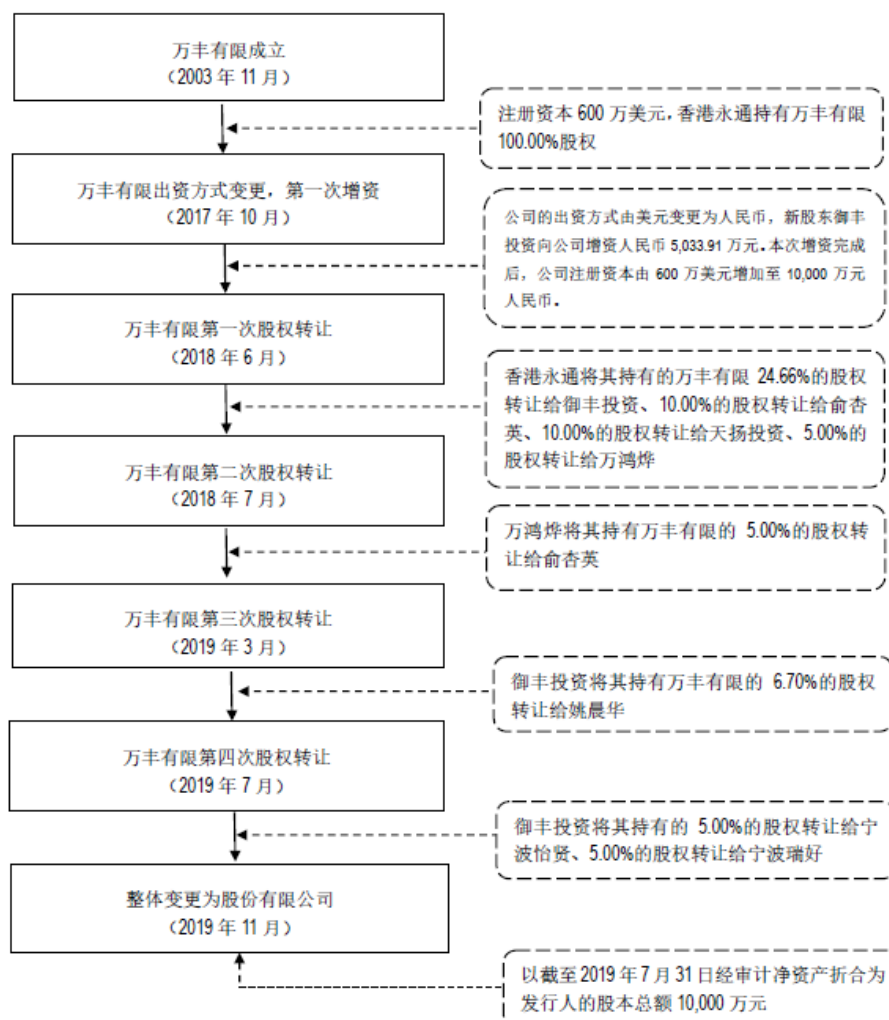 万丰有限成立
（2003 年 11 月）
注册资本 600 万美元，香港永通持有万丰有限
100.00%股权
万丰有限出资方式变更，第一次增资
（2017 年 10 月）
公司的出资方式由美元变更为人民币，新股东御丰
投资向公司增资人民币 5,033.91 万元。本次增资完成
后，公司注册资本由 600 万美元增加至 10,000 万元
人民币。
万丰有限第一次股权转让
（2018 年 6 月）
香港永通将其持有的万丰有限 24.66%的股权
转让给御丰投资、10.00%的股权转让给俞杏
英、10.00%的股权转让给天扬投资、5.00%的
股权转让给万鸿烨
万丰有限第二次股权转让
（2018 年 7 月）
万鸿烨将其持有万丰有限的 5.00%的股权转
让给俞杏英
万丰有限第三次股权转让
（2019 年 3 月）
御丰投资将其持有万丰有限的 6.70%的股权
转让给姚晨华
万丰有限第四次股权转让
（2019 年 7 月）
御丰投资将其持有的 5.00%的股权转让给宁
波怡贤、5.00%的股权转让给宁波瑞好
整体变更为股份有限公司
（2019 年 11 月）
以截至 2019 年 7 月 31 日经审计净资产折合为
发行人的股本总额 10,000 万元